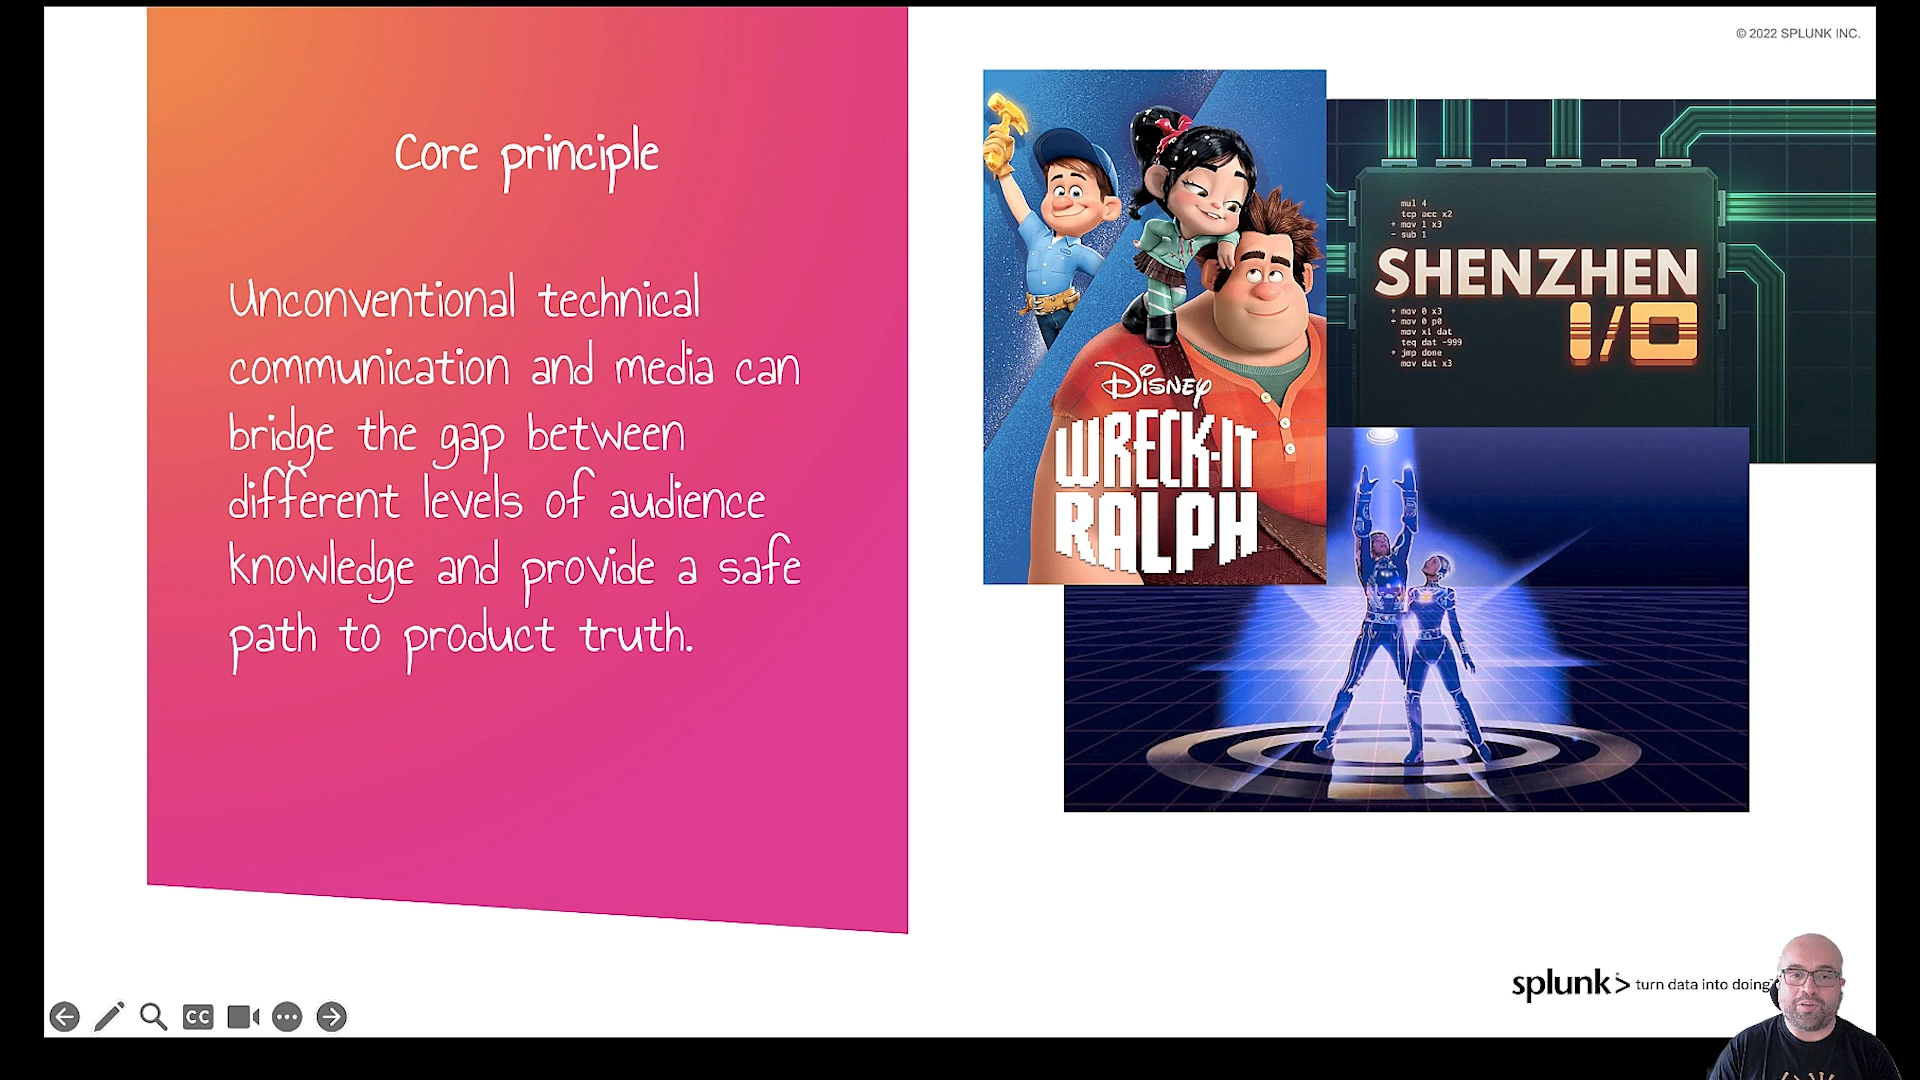 © 2022 SPLUNK INC.
Core principle
Unconventional technical
communication and media can
bridge the gap between
different levels of audience
knowledge and provide a safe
path to product truth.
DISNEY
WRECK-IT
RALPH
mul 4
tcp acc x2
+ mov 1 x3
- sub 1
SHENZHEN
I/O
+ mov 0 x3
+ mov 0 p0
mov x1 dat
teq dat -999
+ jmp done
mov dat x3
splunk> turn data into doing™
CC